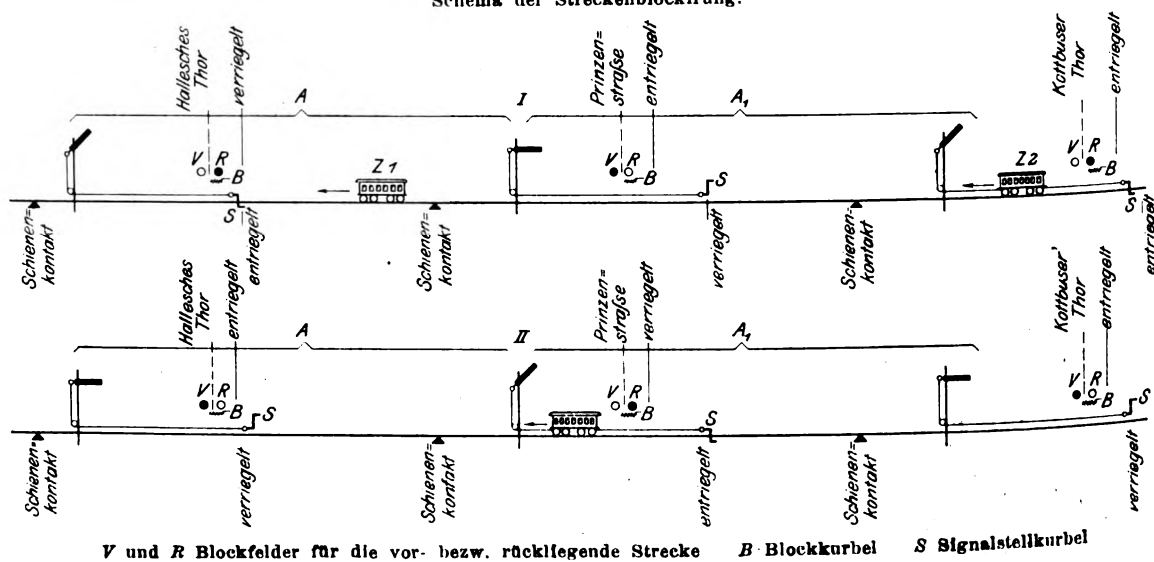 Schema der Streckenblockirung.
Hallesches
Thor
verriegelt
A
I
Prinzen=
straße
entriegelt
A₁
Kottbuser
Thor
entriegelt
V R
B
Z1
V R
B
S
Z2
V R
B
S
S
Schienen=
kontakt
entriegelt
Schienen=
kontakt
verriegelt
Schienen=
kontakt
entriegelt
Hallesches
Thor
entriegelt
A
II
Prinzen=
straße
verriegelt
A₁
Kottbuser'
Thor
entriegelt
V R
B
S
V R
B
S
V R
B
S
Schienen=
kontakt
verriegelt
Schienen=
kontakt
entriegelt
Schienen=
kontakt
verriegelt
V und R Blockfelder für die vor- bezw. rückliegende Strecke B Blockkurbel S Signalstellkurbel